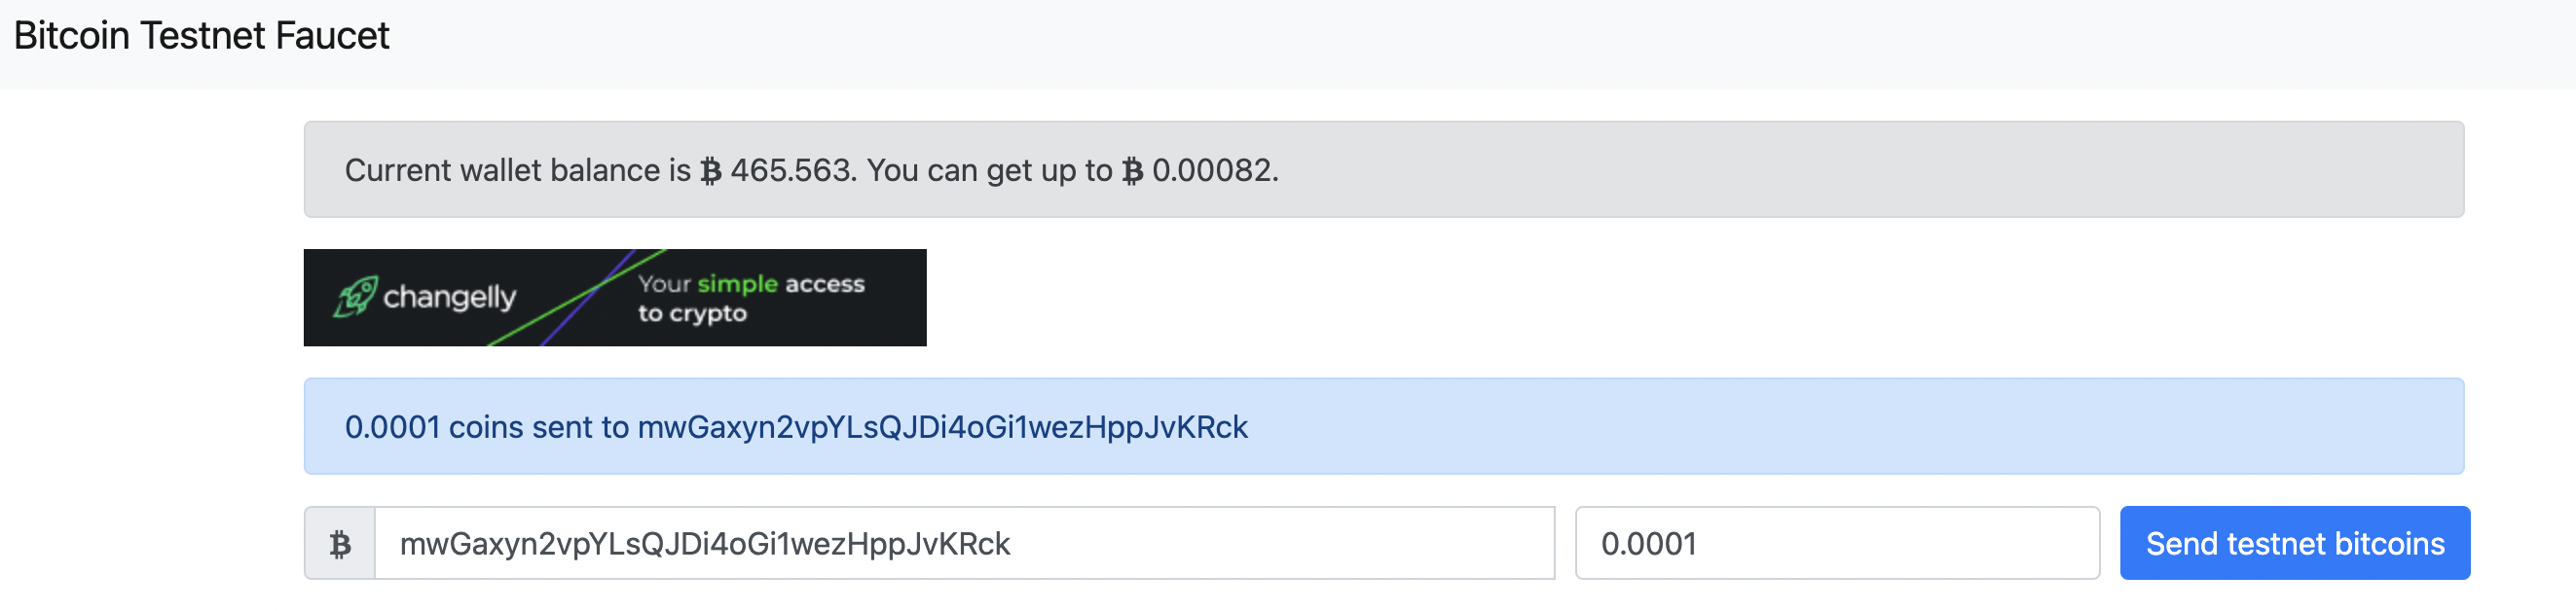 Bitcoin Testnet Faucet
Current wallet balance is ₿ 465.563. You can get up to ₿ 0.00082.
changelly
Your simple access
to crypto
0.0001 coins sent to mwGaxyn2vpYLsQJDi4oGi1wezHppJvKRck
₿ mwGaxyn2vpYLsQJDi4oGi1wezHppJvKRck 0.0001 Send testnet bitcoins